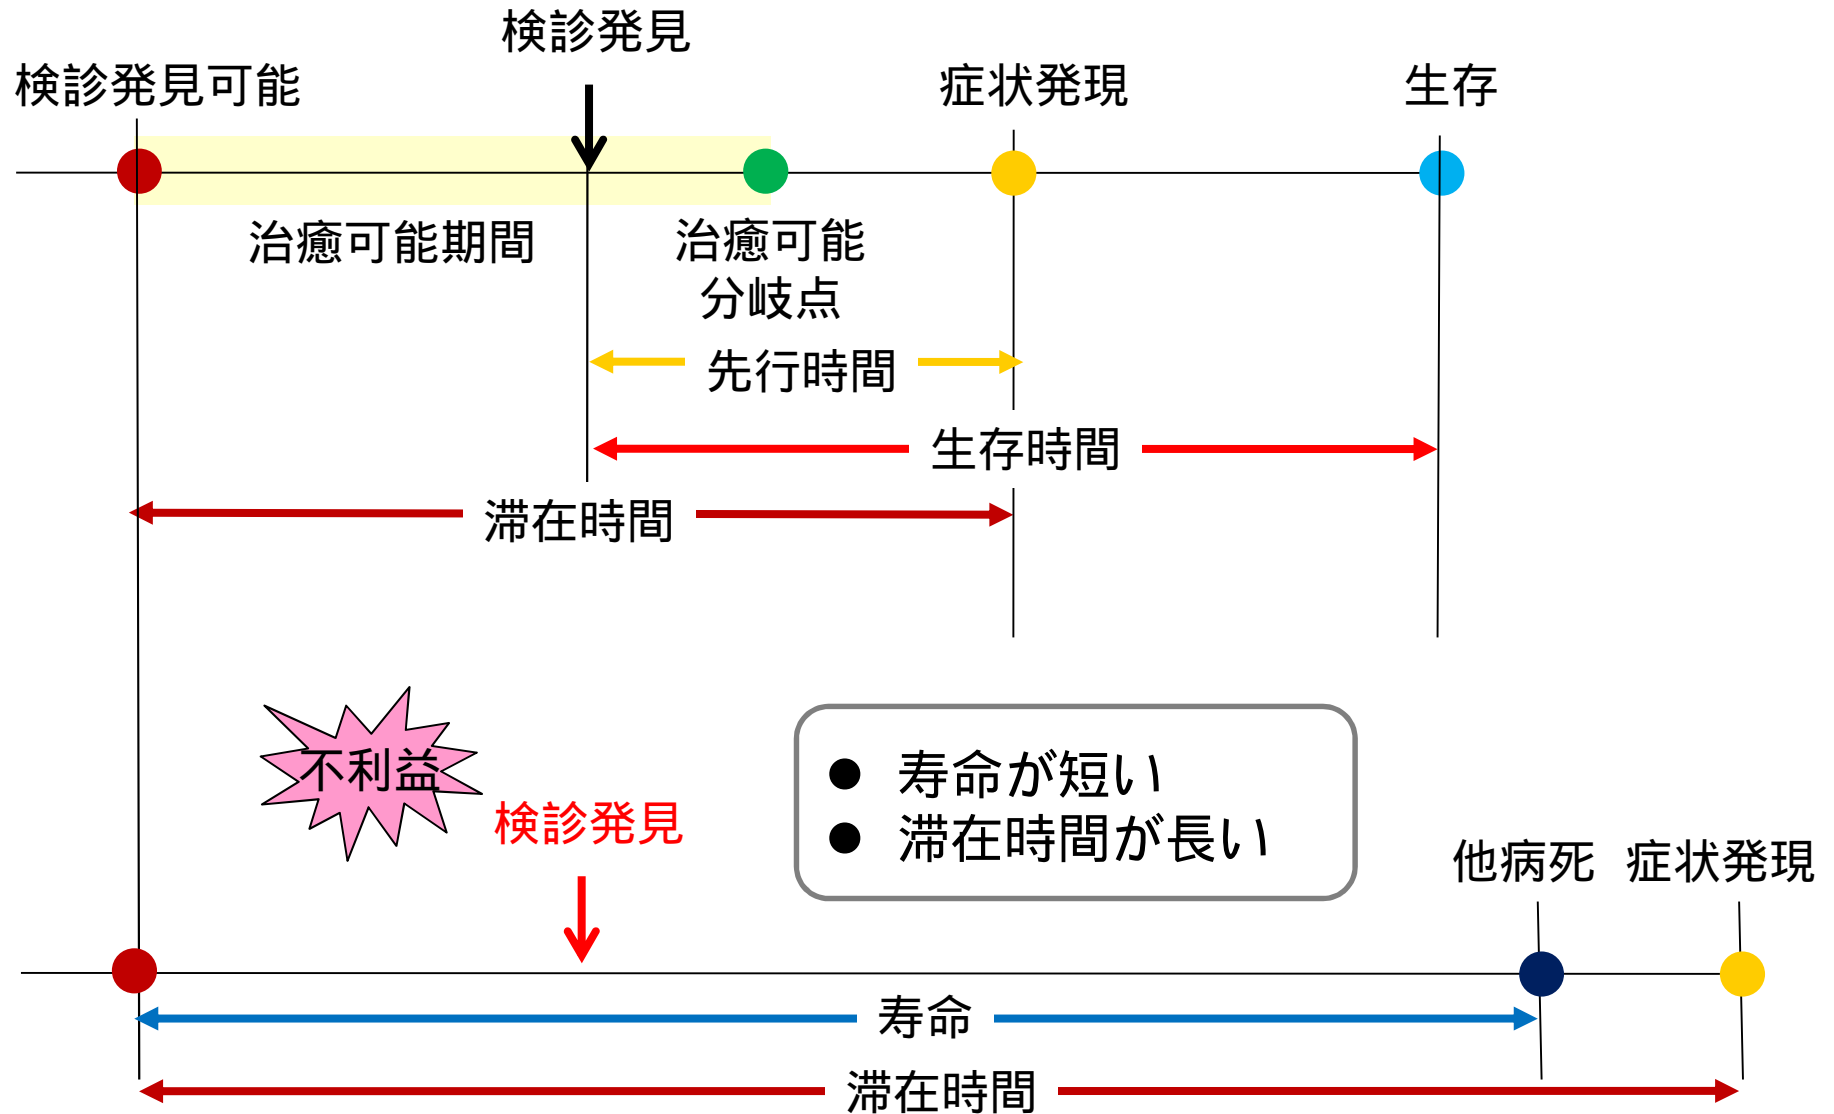 検診発見
検診発見可能
症状発現
生存
治癒可能期間
治癒可能
分岐点
先行時間
生存時間
滞在時間
不利益
検診発見
● 寿命が短い
● 滞在時間が長い
他病死
症状発現
寿命
滞在時間